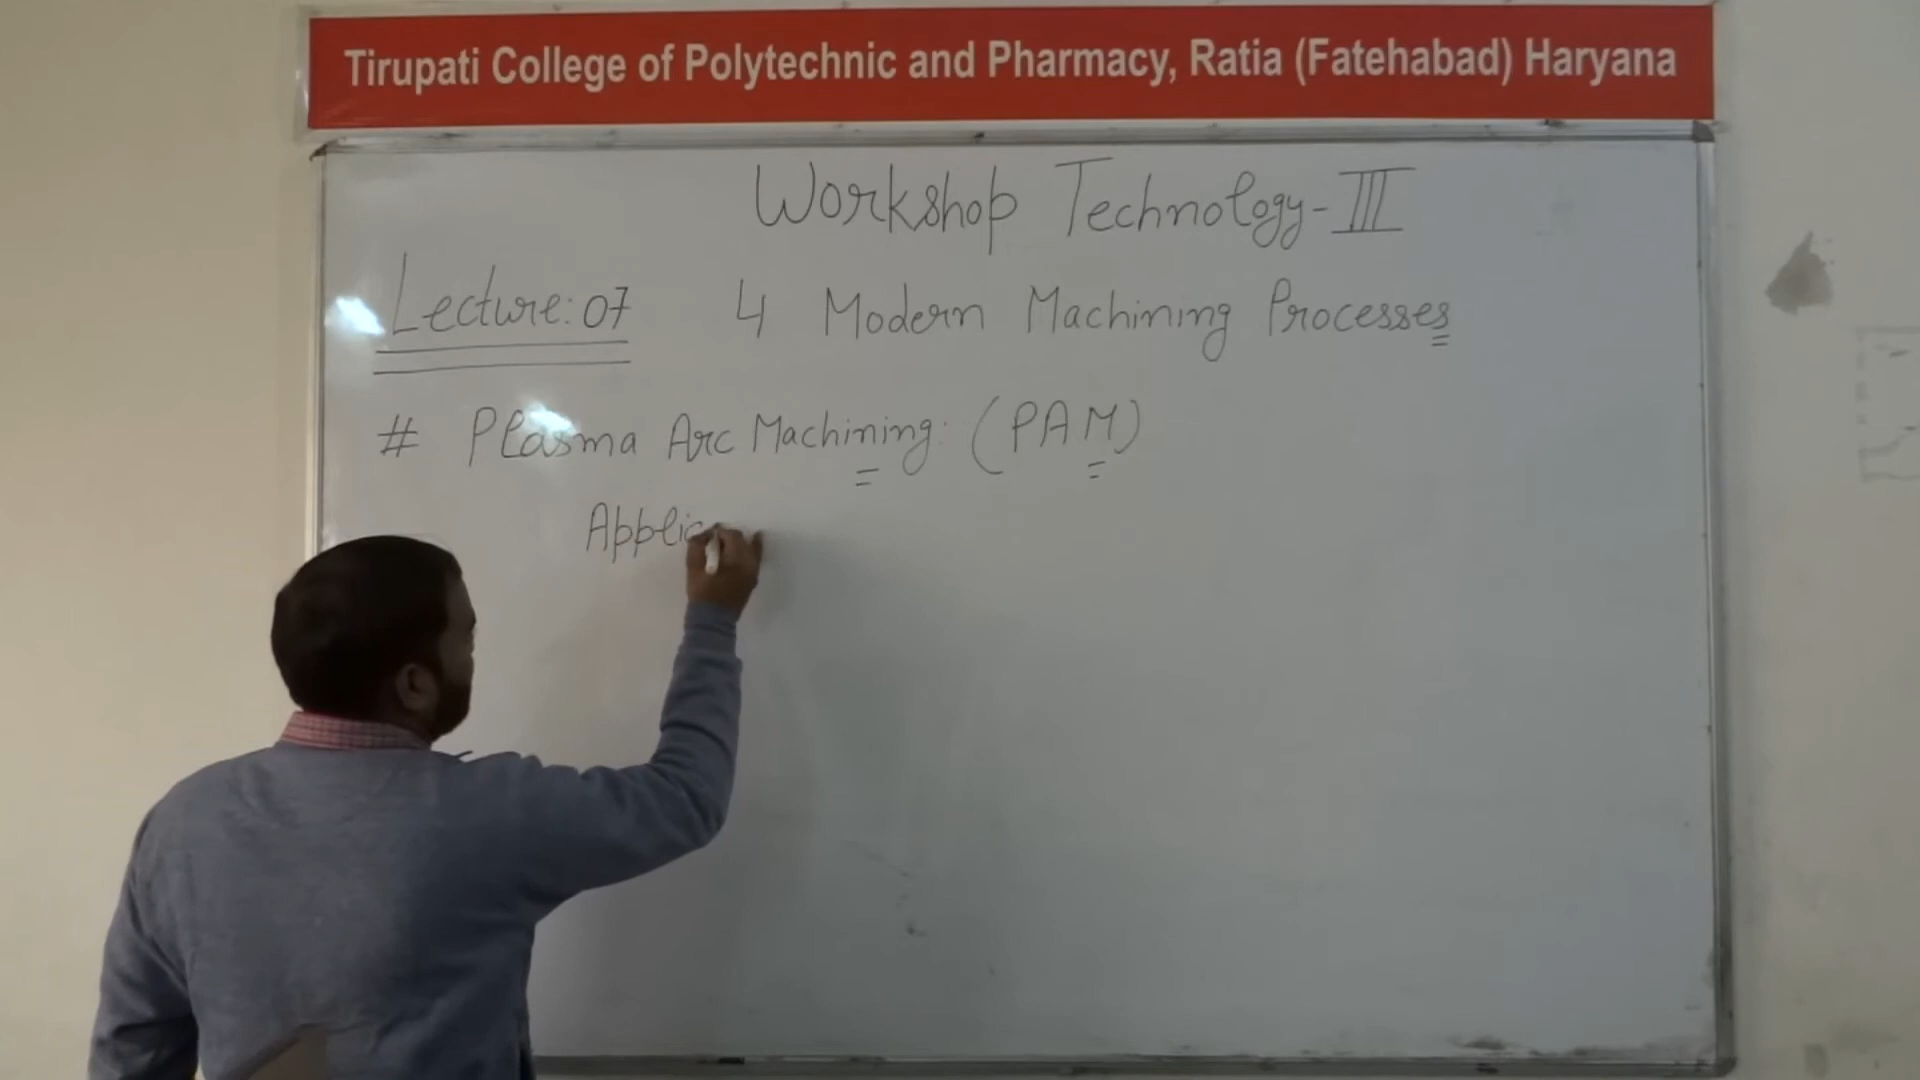 Tirupati College of Polytechnic and Pharmacy, Ratia (Fatehabad) Haryana
Workshop Technology-III
Lecture: 07 4 Modern Machining Processes
# Plasma Arc Machining: (PAM)
Applic